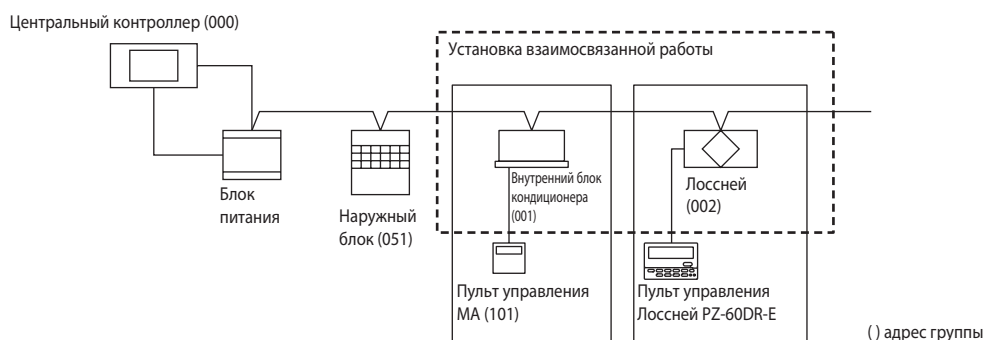 Центральный контроллер (000)
Установка взаимосвязанной работы
Блок
питания
Наружный
блок (051)
Внутренний блок
кондиционера
(001)
Лоссней
(002)
Пульт управления
MA (101)
Пульт управления
Лоссней PZ-60DR-E
( ) адрес группы